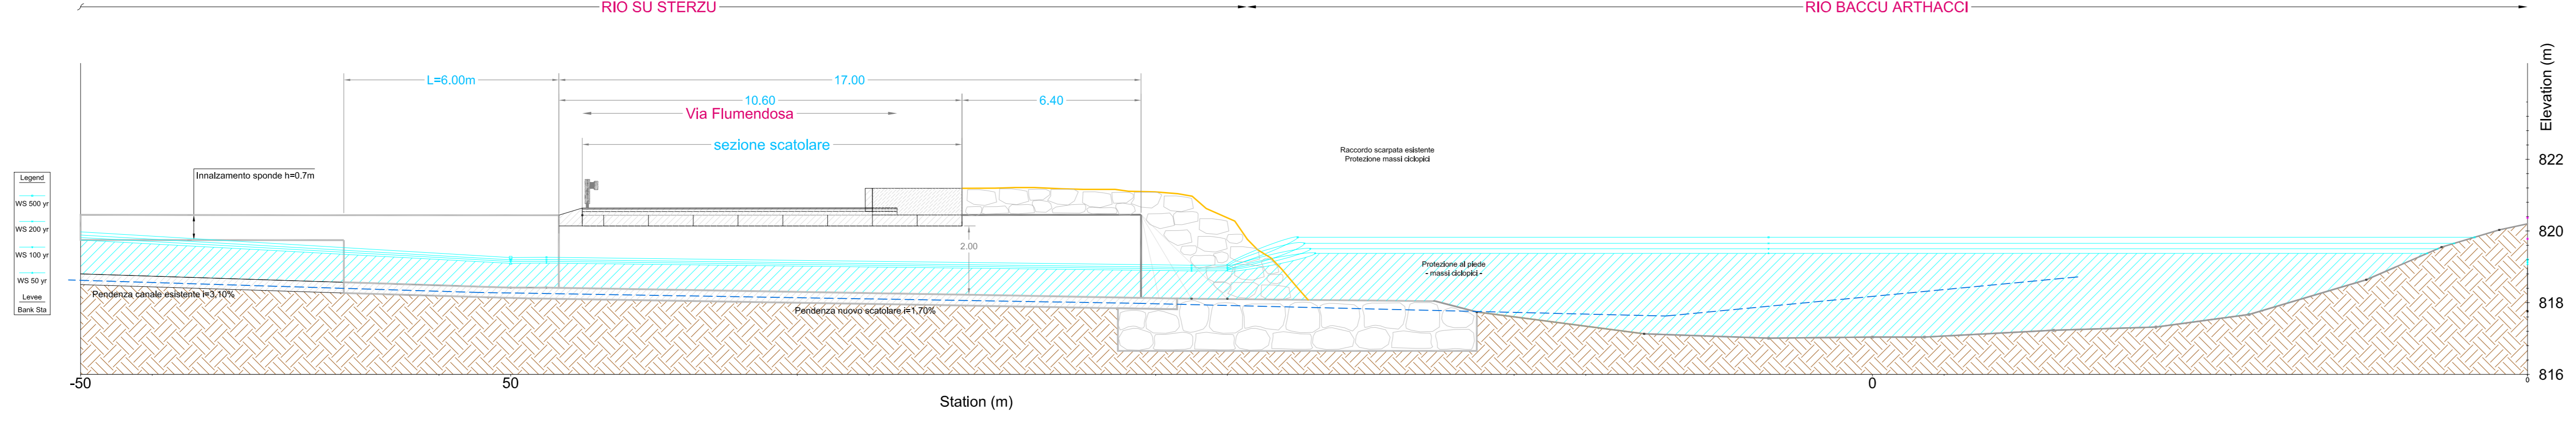 RIO SU STERZU
RIO BACCU ARTHACCI
L=6.00m
17.00
10.60
6.40
Via Flumendosa
sezione scatolare
Elevation (m)
Raccordo scarpata esistente
Protezione massi ciclopici
822
Innalzamento sponde h=0.7m
Legend
WS 500 yr
WS 200 yr
WS 100 yr
WS 50 yr
Levee
Bank Sta
820
2.00
Protezione al piede
- massi ciclopici -
Pendenza canale esistente i=3,10%
818
Pendenza nuovo scatolare i=1,70%
816
-50
50
0
0
Station (m)